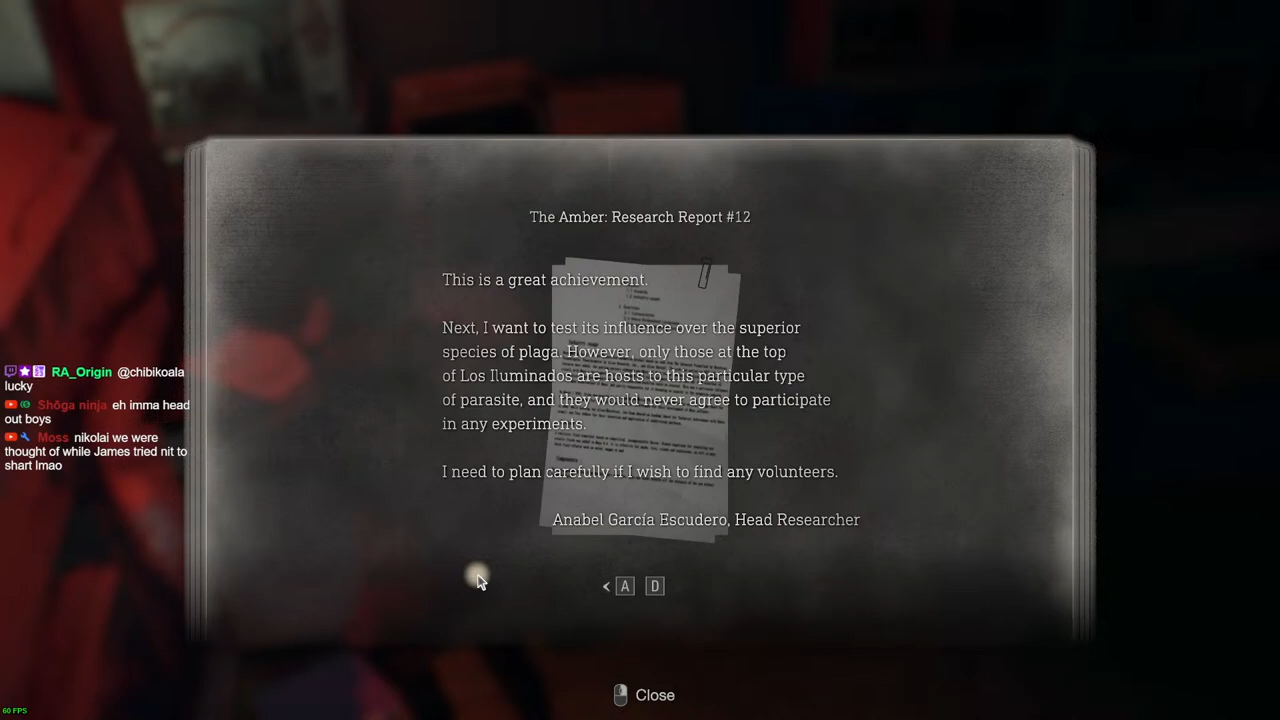 The Amber: Research Report #12
This is a great achievement.
Next, I want to test its influence over the superior
species of plaga. However, only those at the top
of Los Iluminados are hosts to this particular type
of parasite, and they would never agree to participate
in any experiments.
I need to plan carefully if I wish to find any volunteers.
Anabel García Escudero, Head Researcher
< A D
Close
RA_Origin @chibikoala
lucky
Shōga ninja eh imma head
out boys
Moss nikolai we were
thought of while James tried nit to
shart lmao
60 FPS